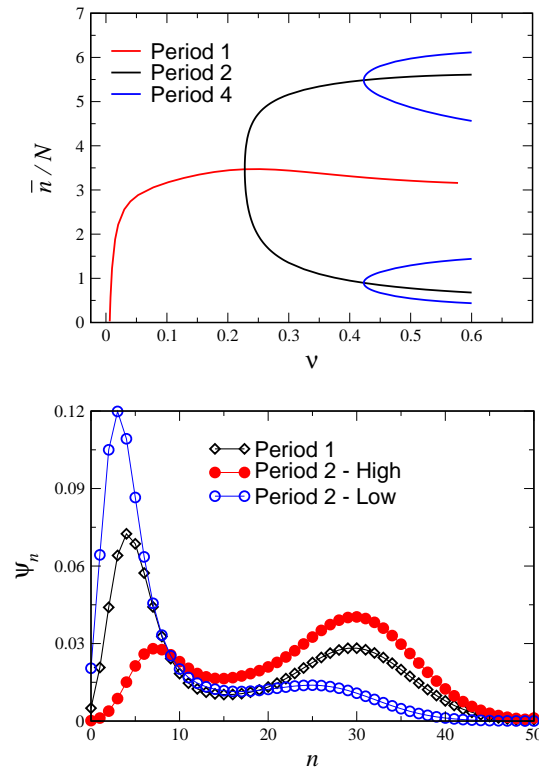 7
6
5
4
3
2
1
0
n̄ / N
Period 1
Period 2
Period 4
0 0.1 0.2 0.3 0.4 0.5 0.6
ν
0.12
0.09
0.06
0.03
0
ψn
Period 1
Period 2 - High
Period 2 - Low
0 10 20 30 40 50
n